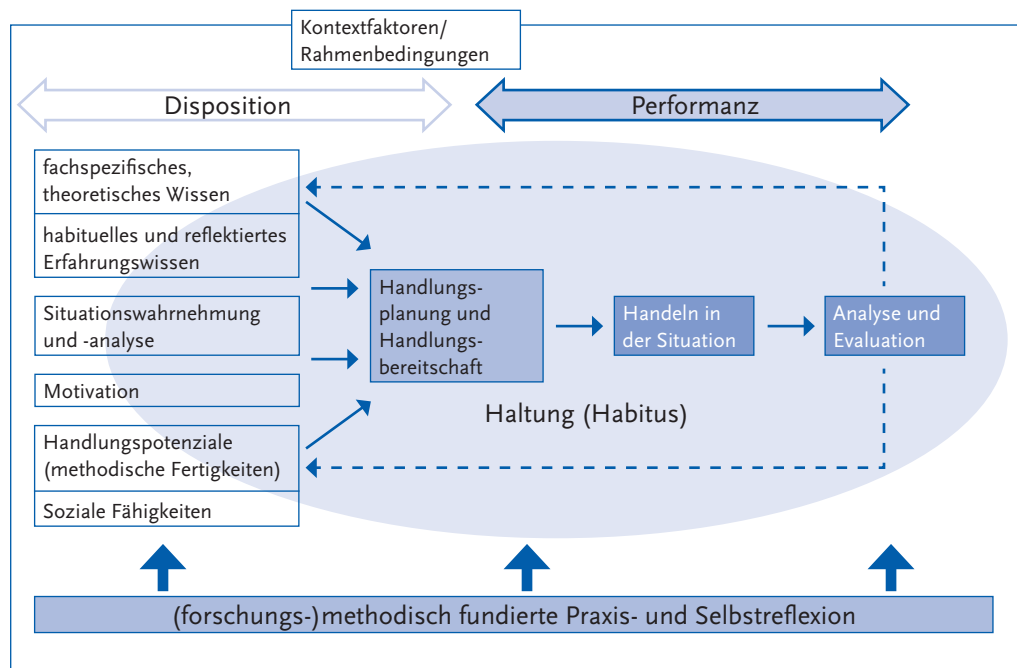 Kontextfaktoren/
Rahmenbedingungen
Disposition
Performanz
fachspezifisches,
theoretisches Wissen
habituelles und reflektiertes
Erfahrungswissen
Situationswahrnehmung
und -analyse
Motivation
Handlungspotenziale
(methodische Fertigkeiten)
Soziale Fähigkeiten
Handlungs-
planung und
Handlungs-
bereitschaft
Handeln in
der Situation
Analyse und
Evaluation
Haltung (Habitus)
(forschungs-)methodisch fundierte Praxis- und Selbstreflexion